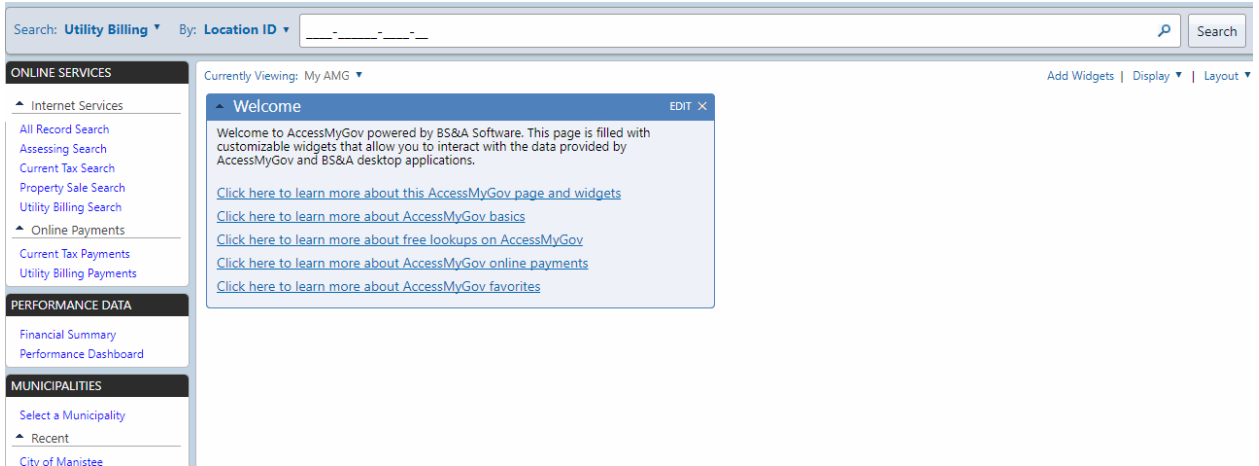 Search: Utility Billing ▼ By: Location ID ▼ ____-______-____-__ Search
ONLINE SERVICES
Internet Services
All Record Search
Assessing Search
Current Tax Search
Property Sale Search
Utility Billing Search
Online Payments
Current Tax Payments
Utility Billing Payments
PERFORMANCE DATA
Financial Summary
Performance Dashboard
MUNICIPALITIES
Select a Municipality
Recent
City of Manistee
Currently Viewing: My AMG ▼
Add Widgets | Display ▼ | Layout ▼
Welcome EDIT ×
Welcome to AccessMyGov powered by BS&A Software. This page is filled with
customizable widgets that allow you to interact with the data provided by
AccessMyGov and BS&A desktop applications.
Click here to learn more about this AccessMyGov page and widgets
Click here to learn more about AccessMyGov basics
Click here to learn more about free lookups on AccessMyGov
Click here to learn more about AccessMyGov online payments
Click here to learn more about AccessMyGov favorites